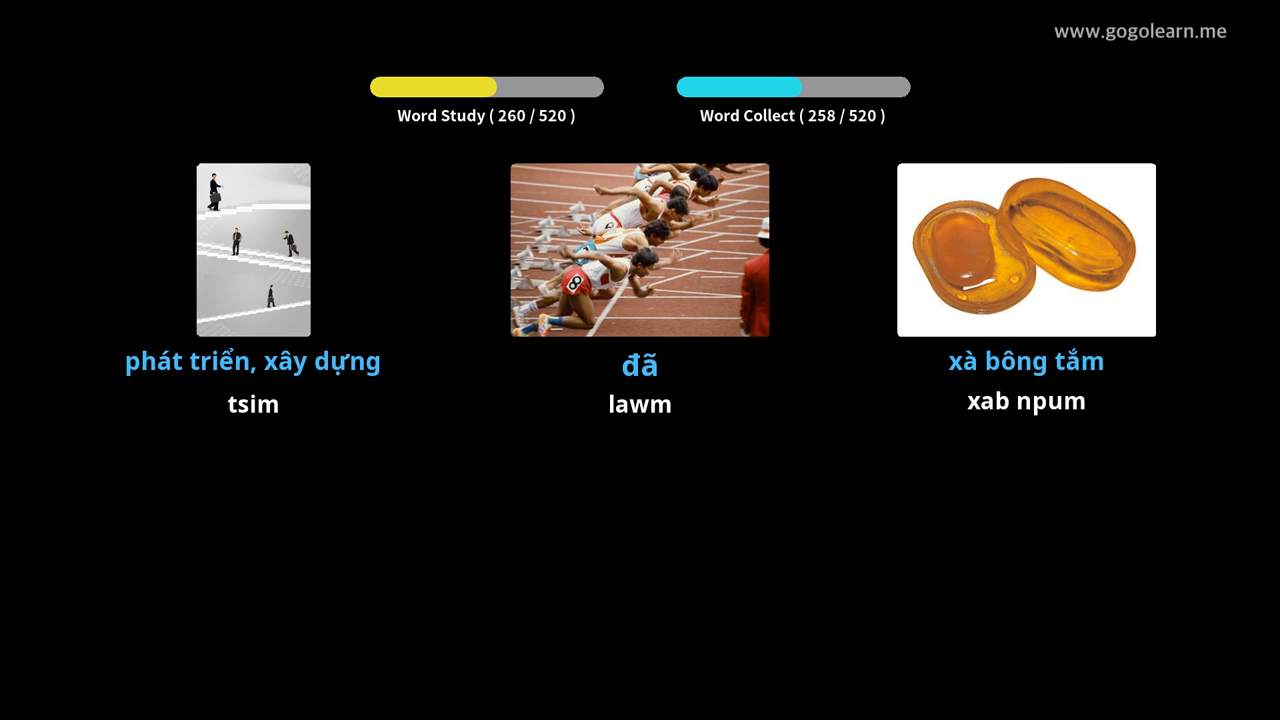 www.gogolearn.me
Word Study ( 260 / 520 )
Word Collect ( 258 / 520 )
phát triển, xây dựng
tsim
đã
lawm
xà bông tắm
xab npum
8